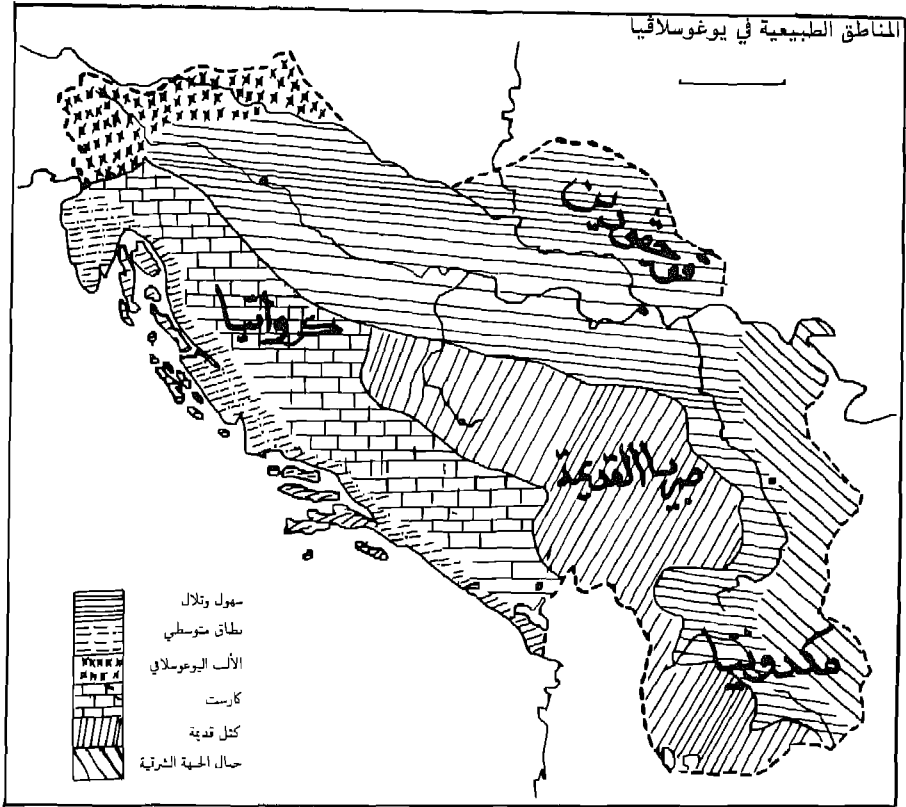 المناطق الطبيعية في يوغوسلاڤيا
كرواتيا
صربيا القديمة
مكدونيا
سهول وتلال
نطاق متوسطي
الألب اليوغوسلافي
كارست
كتل قديمة
جبال الجهة الشرقية